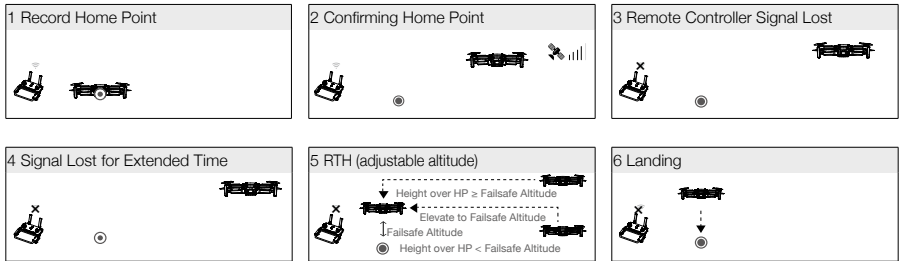 1 Record Home Point
2 Confirming Home Point
3 Remote Controller Signal Lost
4 Signal Lost for Extended Time
5 RTH (adjustable altitude)
Height over HP ≥ Failsafe Altitude
Elevate to Failsafe Altitude
Failsafe Altitude
Height over HP < Failsafe Altitude
6 Landing